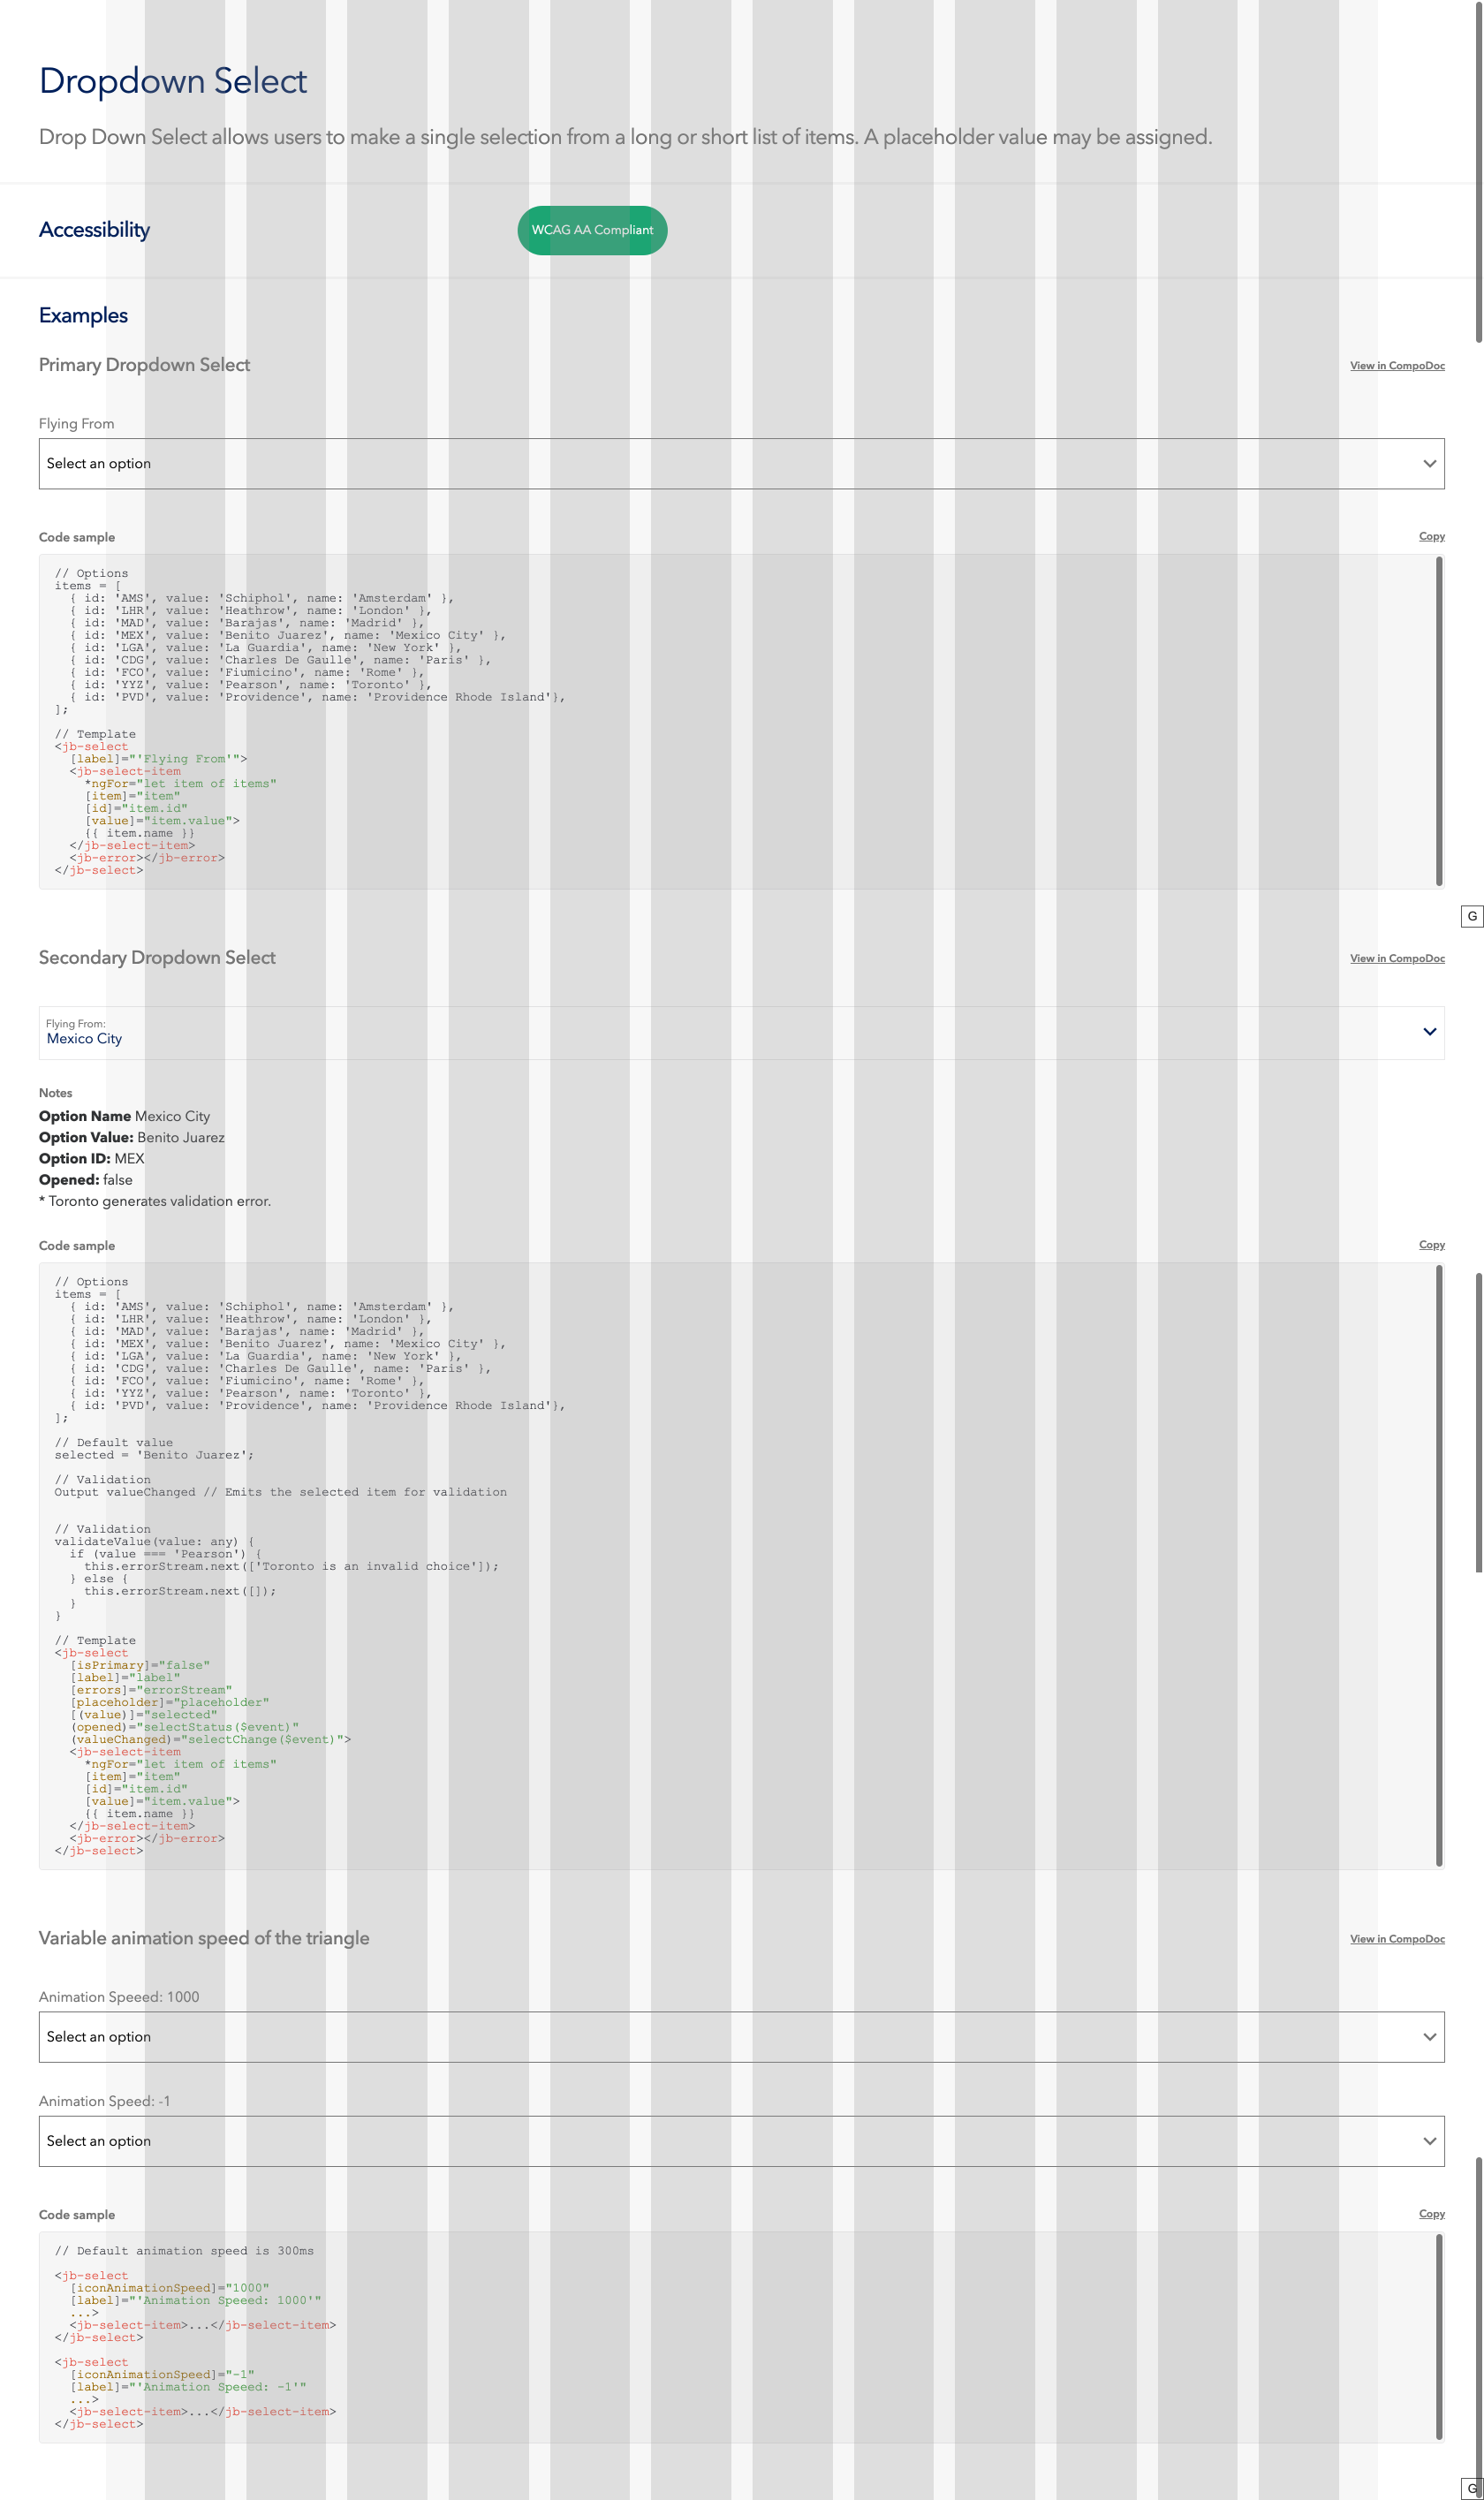 Dropdown Select
Drop Down Select allows users to make a single selection from a long or short list of items. A placeholder value may be assigned.
Accessibility
WCAG AA Compliant
Examples
Primary Dropdown Select
View in CompoDoc
Flying From
Select an option
Code sample
Copy
// Options
items = [
  { id: 'AMS', value: 'Schiphol', name: 'Amsterdam' },
  { id: 'LHR', value: 'Heathrow', name: 'London' },
  { id: 'MAD', value: 'Barajas', name: 'Madrid' },
  { id: 'MEX', value: 'Benito Juarez', name: 'Mexico City' },
  { id: 'LGA', value: 'La Guardia', name: 'New York' },
  { id: 'CDG', value: 'Charles De Gaulle', name: 'Paris' },
  { id: 'FCO', value: 'Fiumicino', name: 'Rome' },
  { id: 'YYZ', value: 'Pearson', name: 'Toronto' },
  { id: 'PVD', value: 'Providence', name: 'Providence Rhode Island'},
];
// Template
<jb-select
  [label]="'Flying From'">
  <jb-select-item
    *ngFor="let item of items"
    [item]="item"
    [id]="item.id"
    [value]="item.value">
    {{ item.name }}
  </jb-select-item>
  <jb-error></jb-error>
</jb-select>
G
Secondary Dropdown Select
View in CompoDoc
Flying From:
Mexico City
Notes
Option Name Mexico City
Option Value: Benito Juarez
Option ID: MEX
Opened: false
* Toronto generates validation error.
Code sample
Copy
// Options
items = [
  { id: 'AMS', value: 'Schiphol', name: 'Amsterdam' },
  { id: 'LHR', value: 'Heathrow', name: 'London' },
  { id: 'MAD', value: 'Barajas', name: 'Madrid' },
  { id: 'MEX', value: 'Benito Juarez', name: 'Mexico City' },
  { id: 'LGA', value: 'La Guardia', name: 'New York' },
  { id: 'CDG', value: 'Charles De Gaulle', name: 'Paris' },
  { id: 'FCO', value: 'Fiumicino', name: 'Rome' },
  { id: 'YYZ', value: 'Pearson', name: 'Toronto' },
  { id: 'PVD', value: 'Providence', name: 'Providence Rhode Island'},
];
// Default value
selected = 'Benito Juarez';
// Validation
Output valueChanged // Emits the selected item for validation
// Validation
validateValue(value: any) {
  if (value === 'Pearson') {
    this.errorStream.next(['Toronto is an invalid choice']);
  } else {
    this.errorStream.next([]);
  }
}
// Template
<jb-select
  [isPrimary]="false"
  [label]="label"
  [errors]="errorStream"
  [placeholder]="placeholder"
  [(value)]="selected"
  (opened)="selectStatus($event)"
  (valueChanged)="selectChange($event)">
  <jb-select-item
    *ngFor="let item of items"
    [item]="item"
    [id]="item.id"
    [value]="item.value">
    {{ item.name }}
  </jb-select-item>
  <jb-error></jb-error>
</jb-select>
Variable animation speed of the triangle
View in CompoDoc
Animation Speeed: 1000
Select an option
Animation Speed: -1
Select an option
Code sample
Copy
// Default animation speed is 300ms
<jb-select
  [iconAnimationSpeed]="1000"
  [label]="'Animation Speeed: 1000'"
  ...>
  <jb-select-item>...</jb-select-item>
</jb-select>
<jb-select
  [iconAnimationSpeed]="-1"
  [label]="'Animation Speeed: -1'"
  ...>
  <jb-select-item>...</jb-select-item>
</jb-select>
G